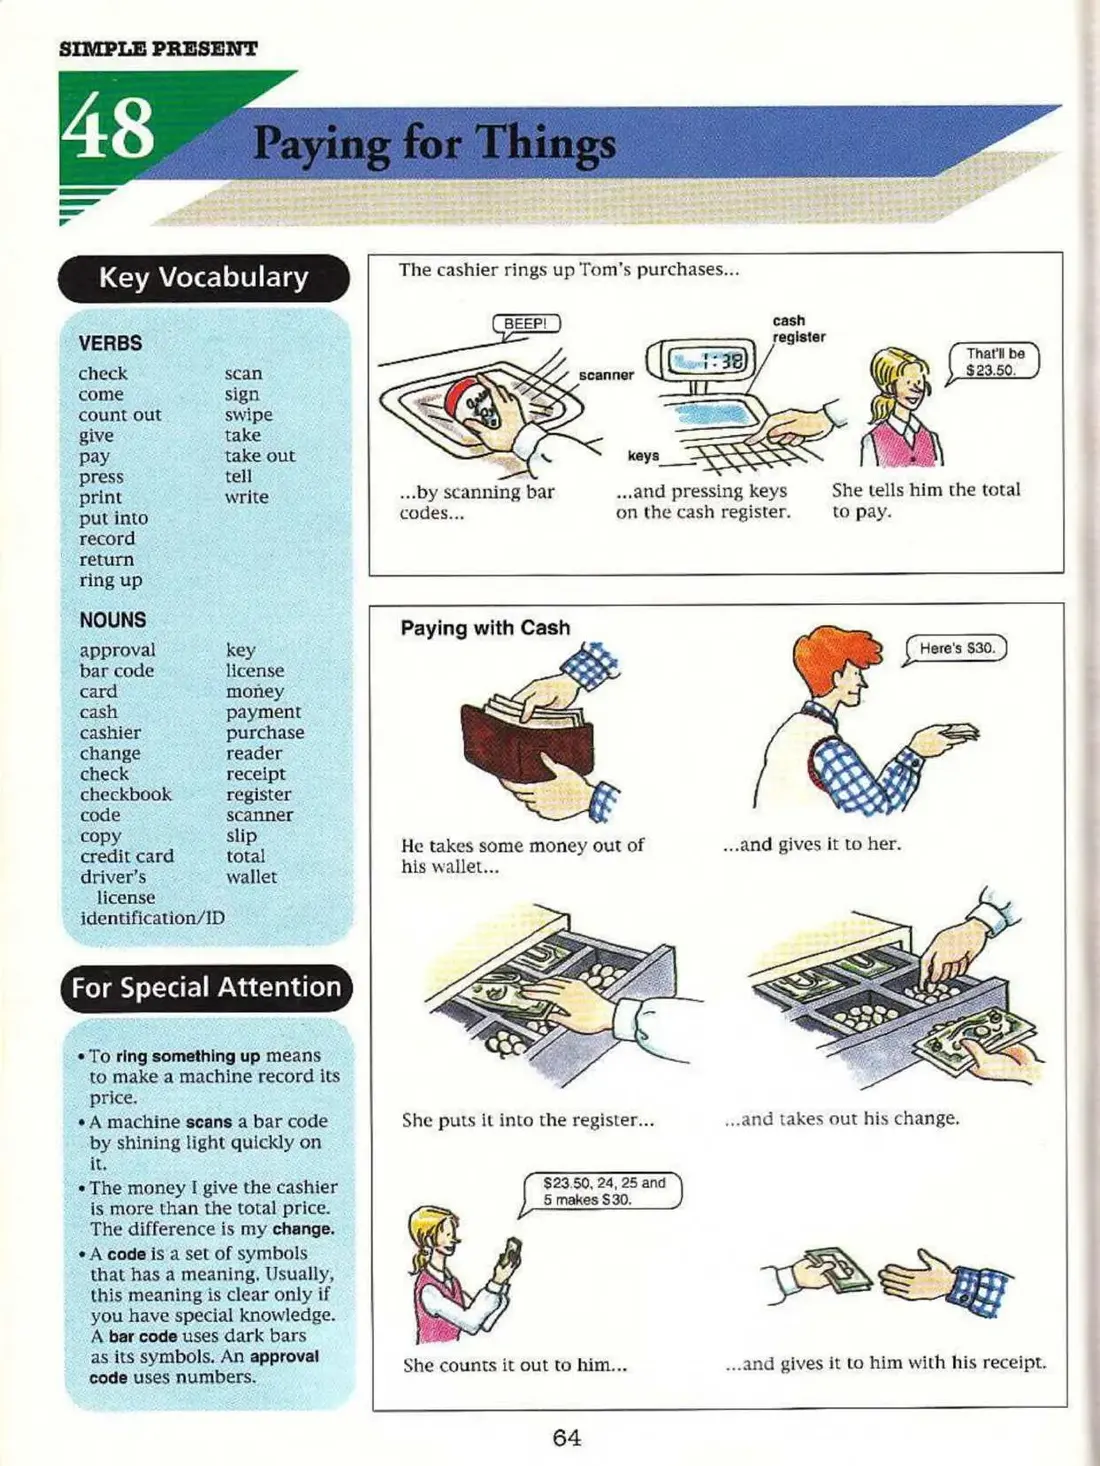 SIMPLE PRESENT
48
Paying for Things
Key Vocabulary
VERBS
check
come
count out
give
pay
press
print
put into
record
return
ring up
scan
sign
swipe
take
take out
tell
write
NOUNS
approval
bar code
card
cash
cashier
change
check
checkbook
code
copy
credit card
driver's
license
identification/ID
key
license
money
payment
purchase
reader
receipt
register
scanner
slip
total
wallet
For Special Attention
• To ring something up means
to make a machine record its
price.
• A machine scans a bar code
by shining light quickly on
it.
• The money I give the cashier
is more than the total price.
The difference is my change.
• A code is a set of symbols
that has a meaning. Usually,
this meaning is clear only if
you have special knowledge.
A bar code uses dark bars
as its symbols. An approval
code uses numbers.
The cashier rings up Tom's purchases...
BEEP!
scanner
...by scanning bar
codes...
cash
register
1:38
keys
...and pressing keys
on the cash register.
That'll be
$23.50.
She tells him the total
to pay.
Paying with Cash
He takes some money out of
his wallet...
Here's $30.
...and gives it to her.
She puts it into the register...
...and takes out his change.
$23.50, 24, 25 and
5 makes $30.
She counts it out to him...
...and gives it to him with his receipt.
64